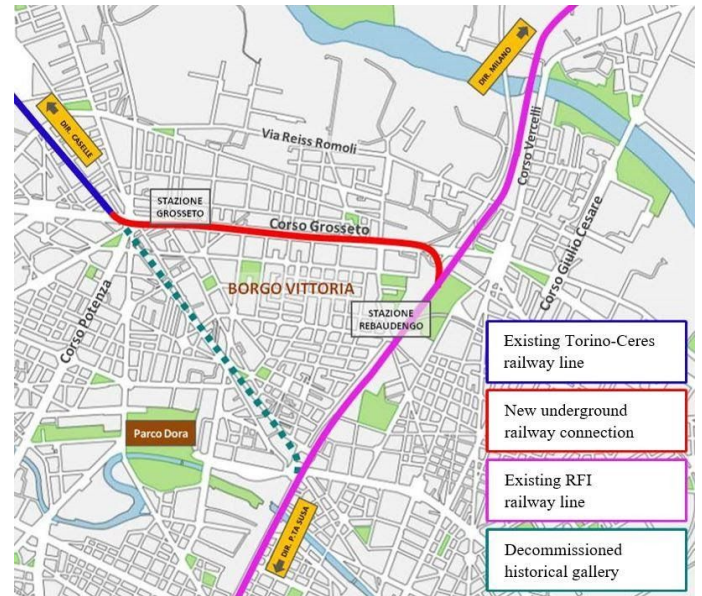 DIR. MILANO
DIR. CASELLE
Via Reiss Romoli
Corso Vercelli
STAZIONE
GROSSETO
Corso Grosseto
Corso Giulio Cesare
BORGO VITTORIA
Corso Potenza
STAZIONE
REBAUDENGO
Parco Dora
DIR. P.TA SUSA
Existing Torino-Ceres
railway line
New underground
railway connection
Existing RFI
railway line
Decommissioned
historical gallery